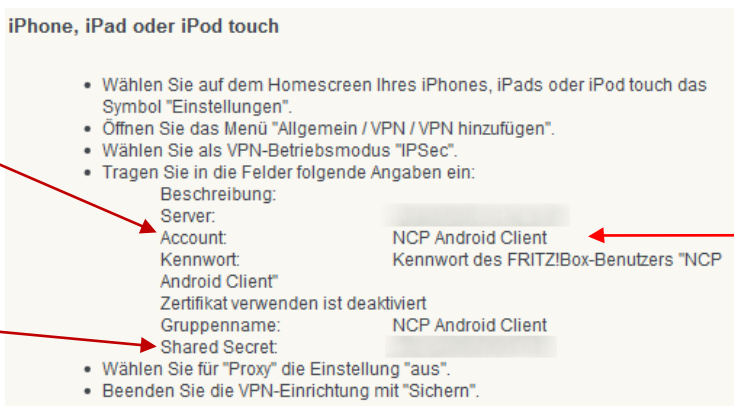 iPhone, iPad oder iPod touch
• Wählen Sie auf dem Homescreen Ihres iPhones, iPads oder iPod touch das
Symbol "Einstellungen".
• Öffnen Sie das Menü "Allgemein / VPN / VPN hinzufügen".
• Wählen Sie als VPN-Betriebsmodus "IPSec".
• Tragen Sie in die Felder folgende Angaben ein:
Beschreibung:
Server:
Account: NCP Android Client
Kennwort: Kennwort des FRITZ!Box-Benutzers "NCP
Android Client"
Zertifikat verwenden ist deaktiviert
Gruppenname: NCP Android Client
Shared Secret:
• Wählen Sie für "Proxy" die Einstellung "aus".
• Beenden Sie die VPN-Einrichtung mit "Sichern".